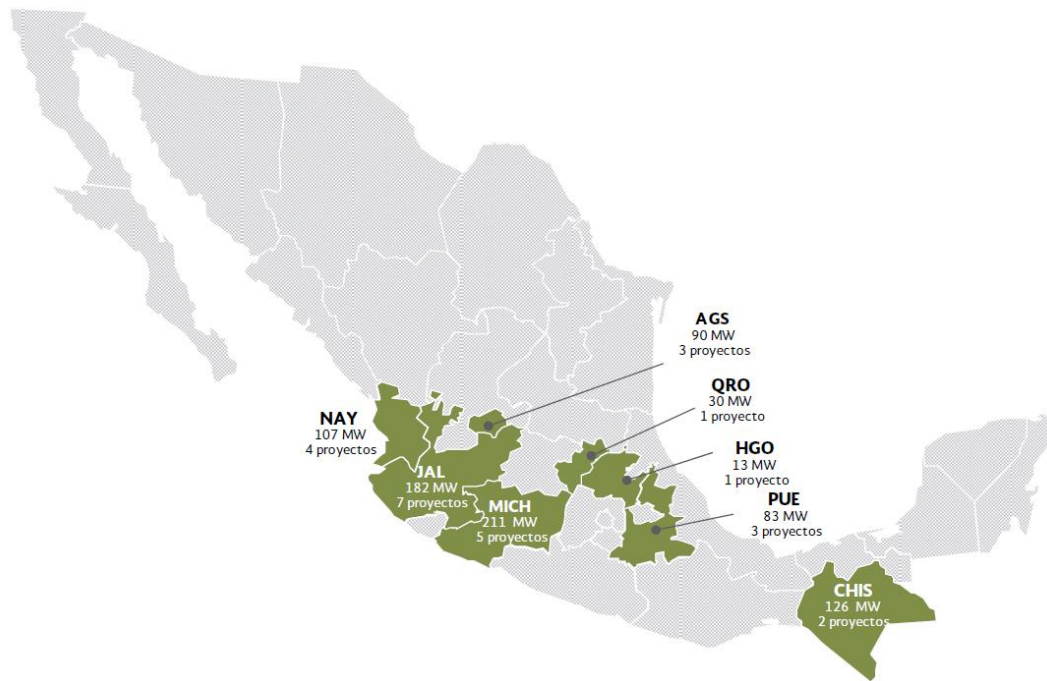 AGS
90 MW
3 proyectos
QRO
30 MW
1 proyecto
NAY
107 MW
4 proyectos
HGO
13 MW
1 proyecto
JAL
182 MW
7 proyectos
MICH
211 MW
5 proyectos
PUE
83 MW
3 proyectos
CHIS
126 MW
2 proyectos